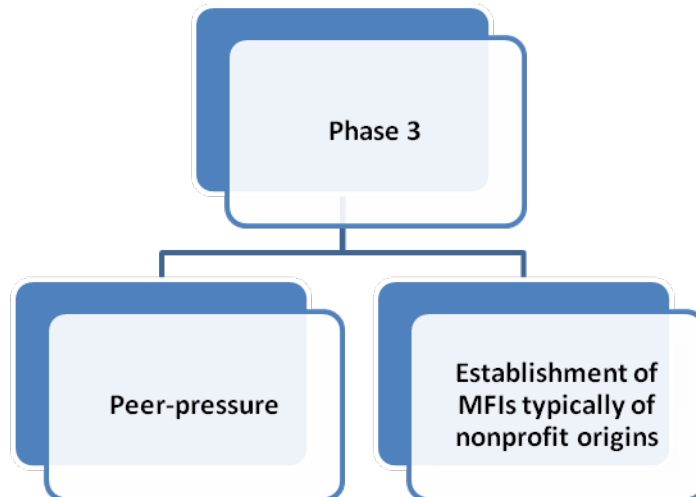 Phase 3
Peer-pressure
Establishment of
MFIs typically of
nonprofit origins